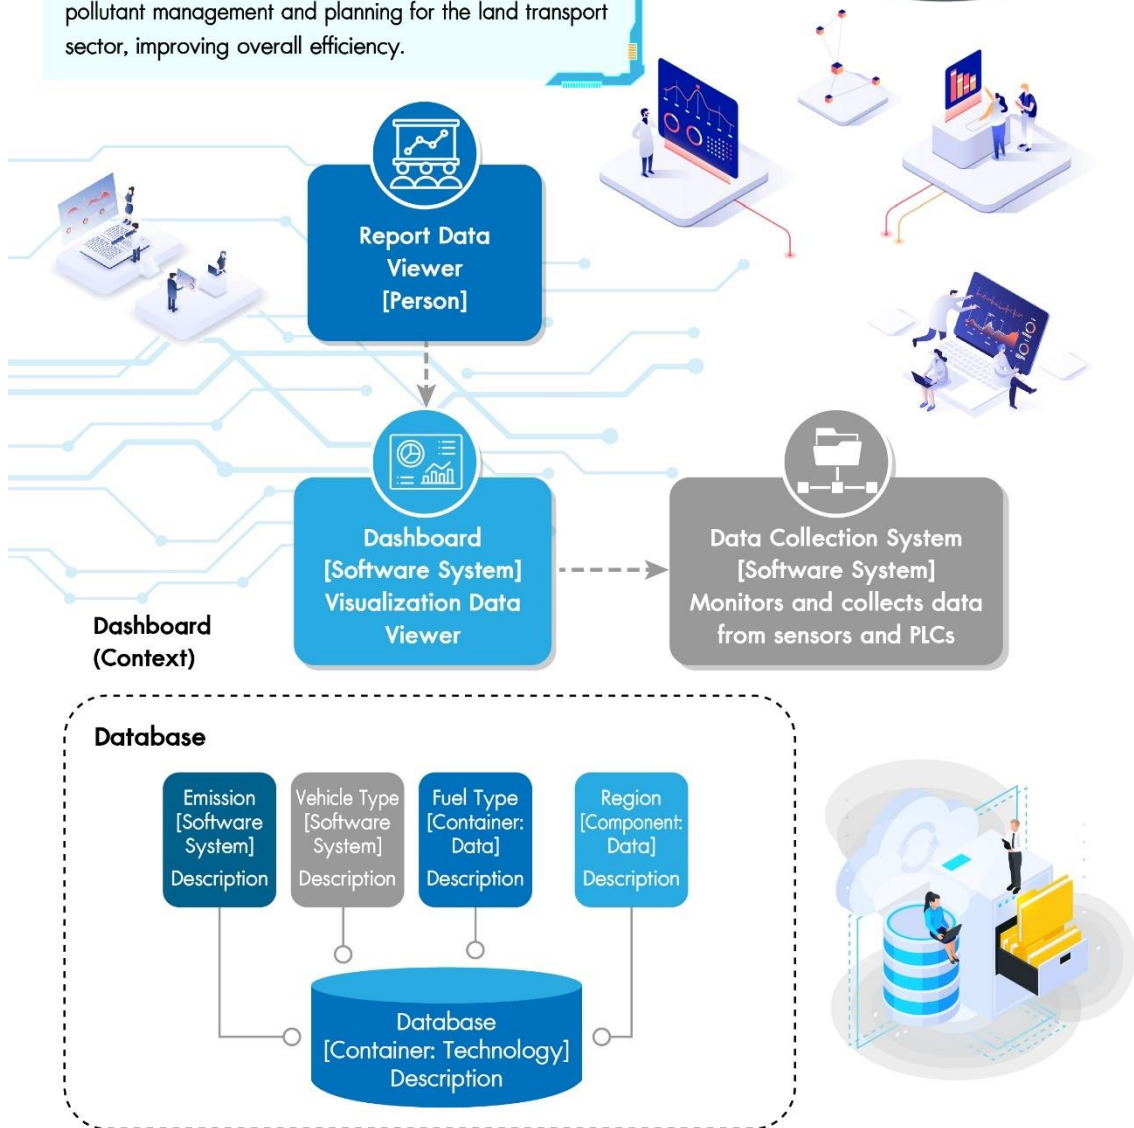 pollutant management and planning for the land transport
sector, improving overall efficiency.
Report Data
Viewer
[Person]
Dashboard
[Software System]
Visualization Data
Viewer
Data Collection System
[Software System]
Monitors and collects data
from sensors and PLCs
Dashboard
(Context)
Database
Emission
[Software
System]
Description
Vehicle Type
[Software
System]
Description
Fuel Type
[Container:
Data]
Description
Region
[Component:
Data]
Description
Database
[Container: Technology]
Description